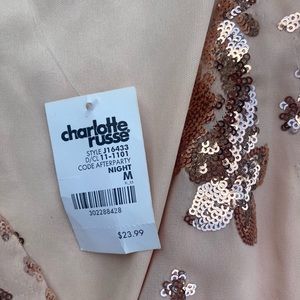 charlotte
russe
STYLE J16433
D/CL 11-1101
CODE AFTERPARTY
NIGHT
M
302288428
$23.99